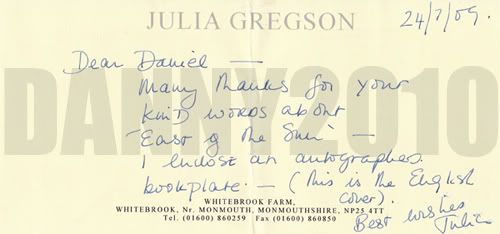 JULIA GREGSON
24/7/09.
Dear Daniel —
Many thanks for your
kind words about
"East of the Sun" —
I enclose an autographed
bookplate. — (this is the English
cover).
Best wishes
Julia
WHITEBROOK FARM,
WHITEBROOK, Nr. MONMOUTH, MONMOUTHSHIRE, NP25 4TT
Tel. (01600) 860259 Fax (01600) 860850
DANNY2010